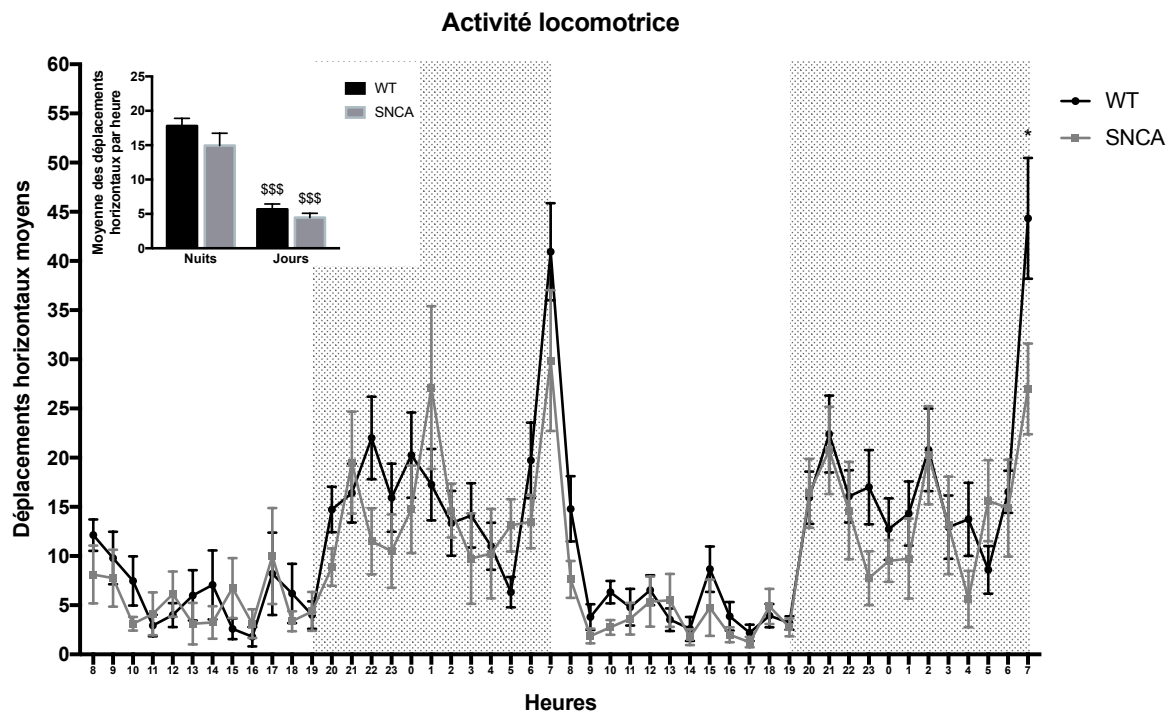 Activité locomotrice
Déplacements horizontaux moyens
60
55
50
45
40
35
30
25
20
15
10
5
0
Moyenne des déplacements
horizontaux par heure
25
20
15
10
5
0
$$$ $$$
Nuits Jours
WT
SNCA
WT
SNCA
*
8 9 10 11 12 13 14 15 16 17 18 19 20 21 22 23 0 1 2 3 4 5 6 7 8 9 10 11 12 13 14 15 16 17 18 19 20 21 22 23 0 1 2 3 4 5 6 7
Heures